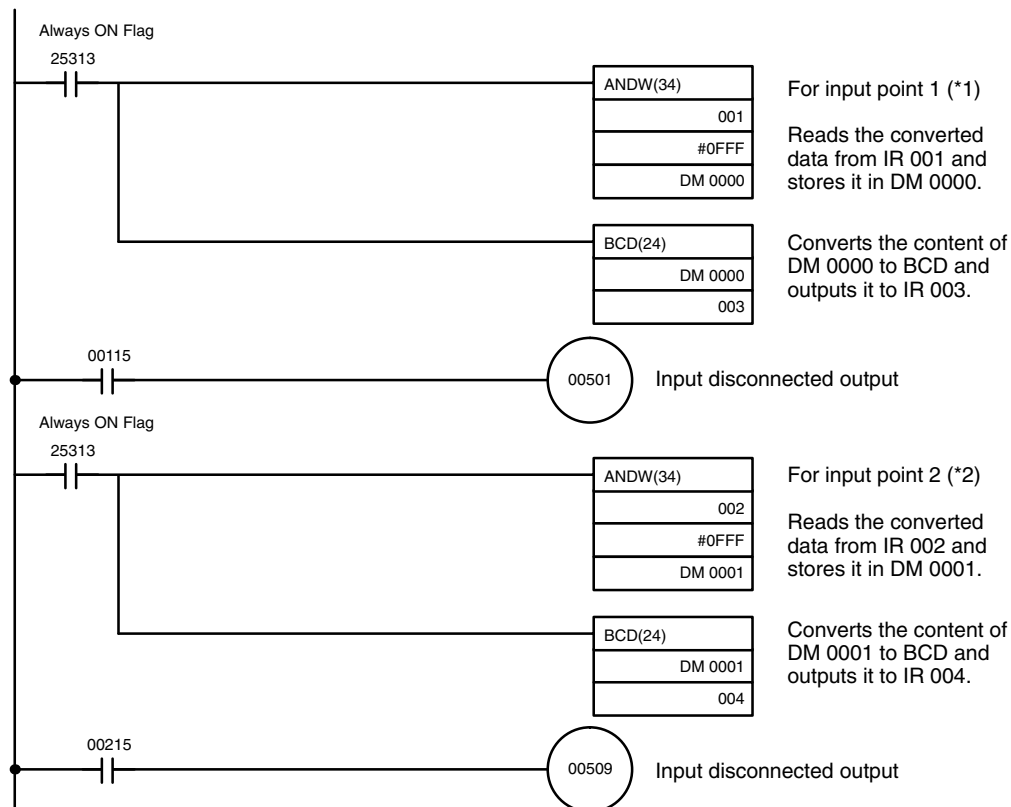 Always ON Flag
25313
ANDW(34)
001
#0FFF
DM 0000
For input point 1 (*1)
Reads the converted
data from IR 001 and
stores it in DM 0000.
BCD(24)
DM 0000
003
Converts the content of
DM 0000 to BCD and
outputs it to IR 003.
00115
00501
Input disconnected output
Always ON Flag
25313
ANDW(34)
002
#0FFF
DM 0001
For input point 2 (*2)
Reads the converted
data from IR 002 and
stores it in DM 0001.
BCD(24)
DM 0001
004
Converts the content of
DM 0001 to BCD and
outputs it to IR 004.
00215
00509
Input disconnected output